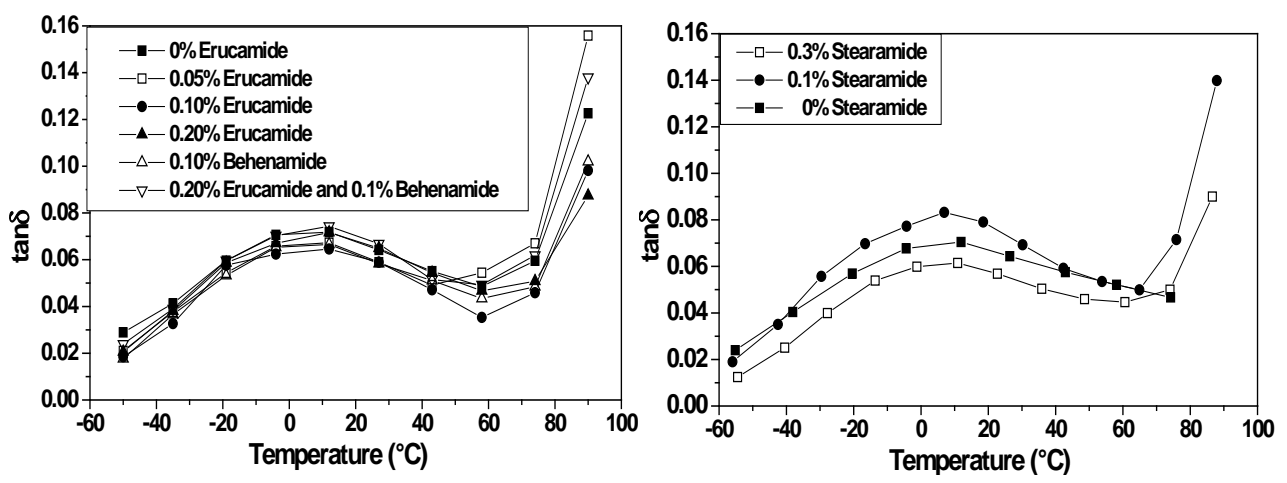 0.16
0.14
0.12
0.10
0.08
0.06
0.04
0.02
0.00
tanδ
0% Erucamide
0.05% Erucamide
0.10% Erucamide
0.20% Erucamide
0.10% Behenamide
0.20% Erucamide and 0.1% Behenamide
-60 -40 -20 0 20 40 60 80 100
Temperature (°C)
0.16
0.14
0.12
0.10
0.08
0.06
0.04
0.02
0.00
tanδ
0.3% Stearamide
0.1% Stearamide
0% Stearamide
-60 -40 -20 0 20 40 60 80 100
Temperature (°C)